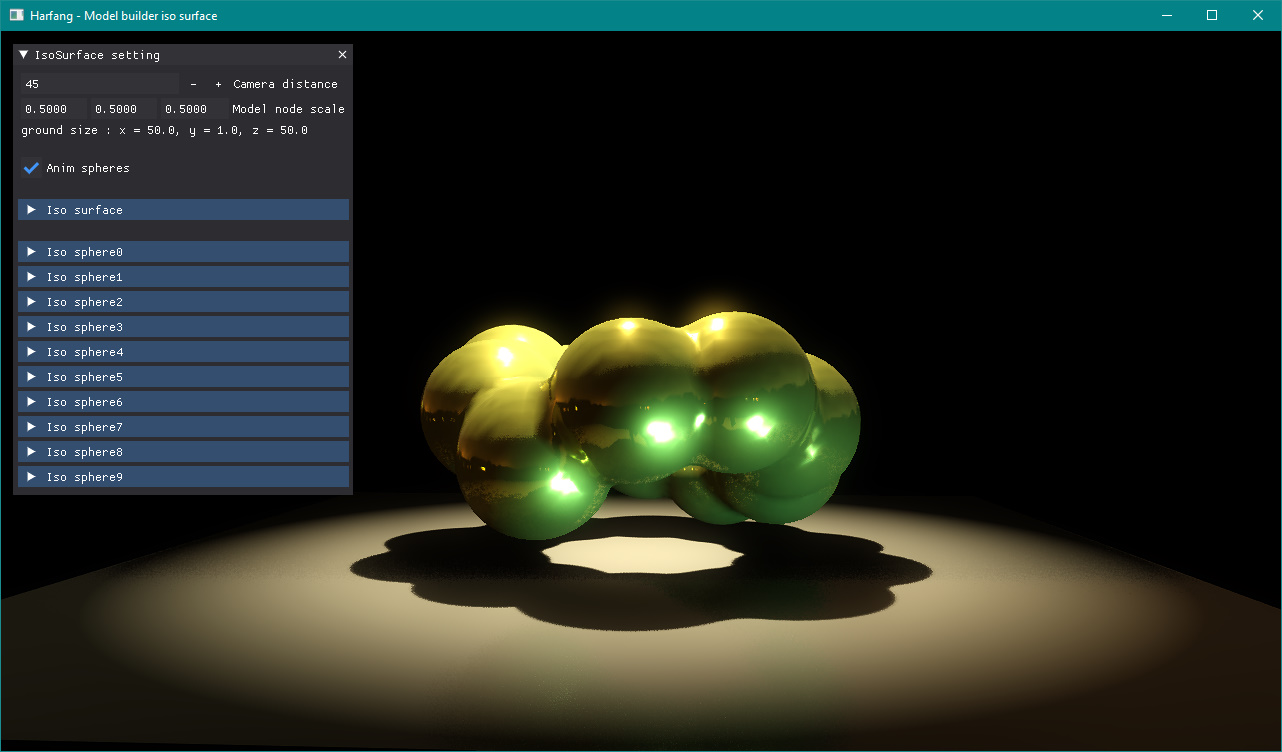 Harfang - Model builder iso surface
IsoSurface setting
45 - + Camera distance
0.5000 0.5000 0.5000 Model node scale
ground size : x = 50.0, y = 1.0, z = 50.0
Anim spheres
Iso surface
Iso sphere0
Iso sphere1
Iso sphere2
Iso sphere3
Iso sphere4
Iso sphere5
Iso sphere6
Iso sphere7
Iso sphere8
Iso sphere9